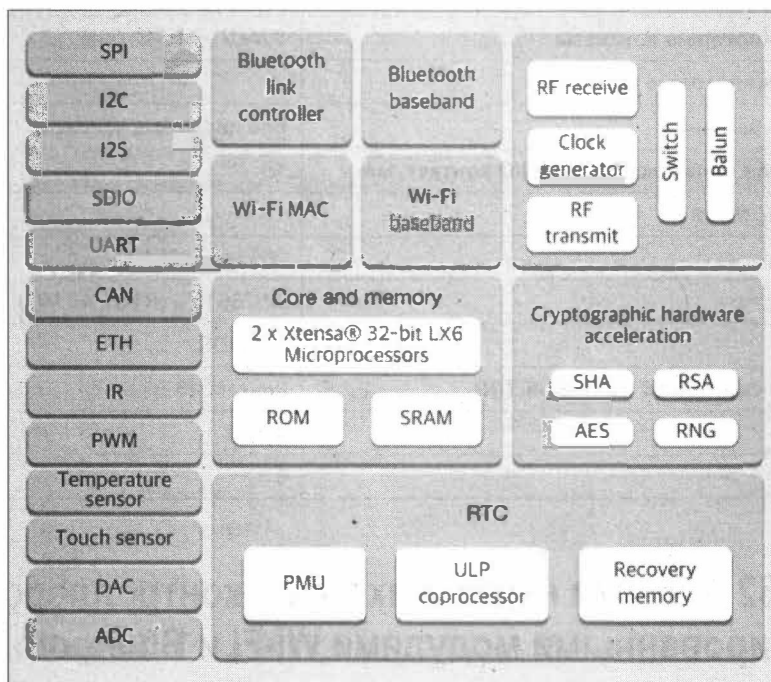 SPI
I2C
I2S
SDIO
UART
CAN
ETH
IR
PWM
Temperature
sensor
Touch sensor
DAC
ADC
Bluetooth
link
controller
Bluetooth
baseband
Wi-Fi MAC
Wi-Fi
baseband
RF receive
Clock
generator
RF
transmit
Switch
Balun
Core and memory
2 x Xtensa® 32-bit LX6
Microprocessors
ROM
SRAM
Cryptographic hardware
acceleration
SHA
RSA
AES
RNG
RTC
PMU
ULP
coprocessor
Recovery
memory